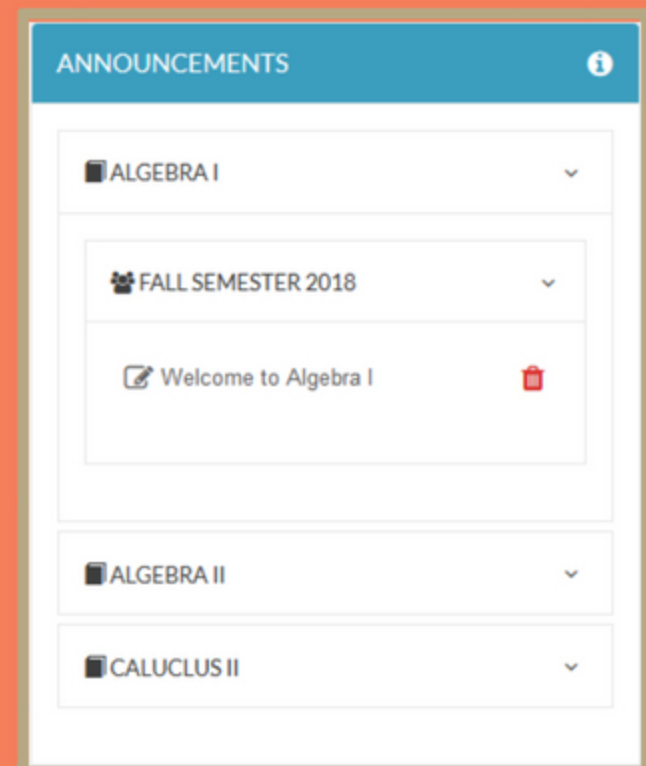 ANNOUNCEMENTS
ALGEBRA I
FALL SEMESTER 2018
Welcome to Algebra I
ALGEBRA II
CALUCLUS II